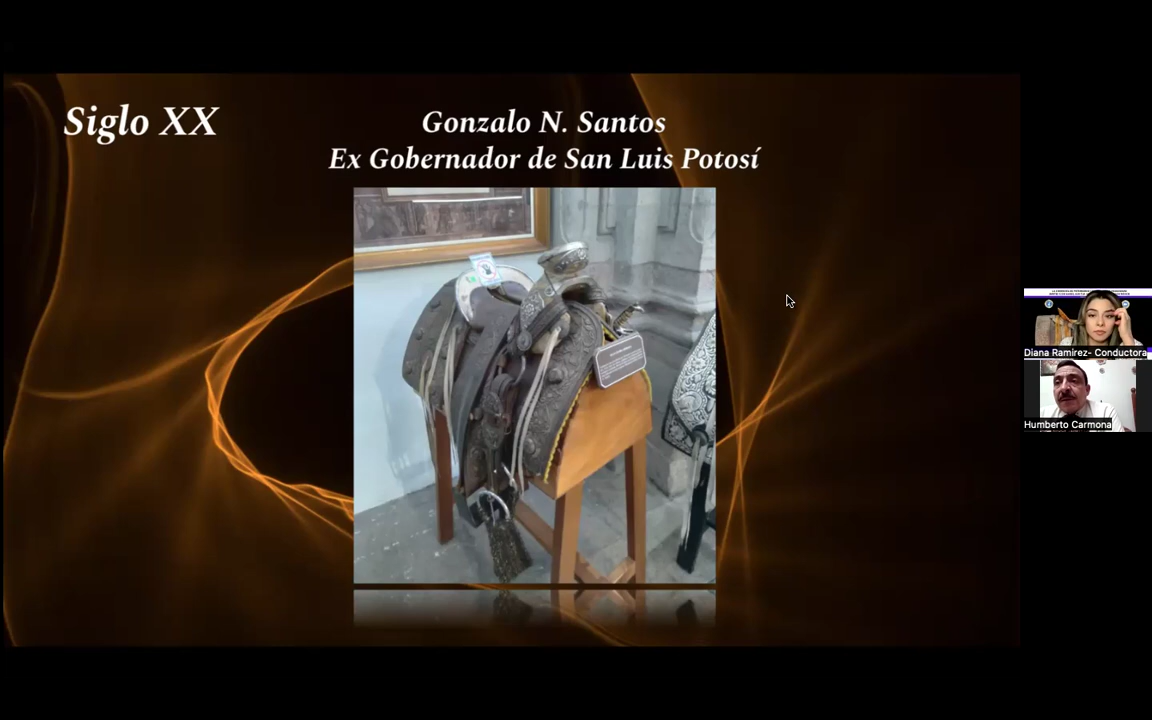 Siglo XX
Gonzalo N. Santos
Ex Gobernador de San Luis Potosí
Diana Ramirez- Conductora
Humberto Carmona